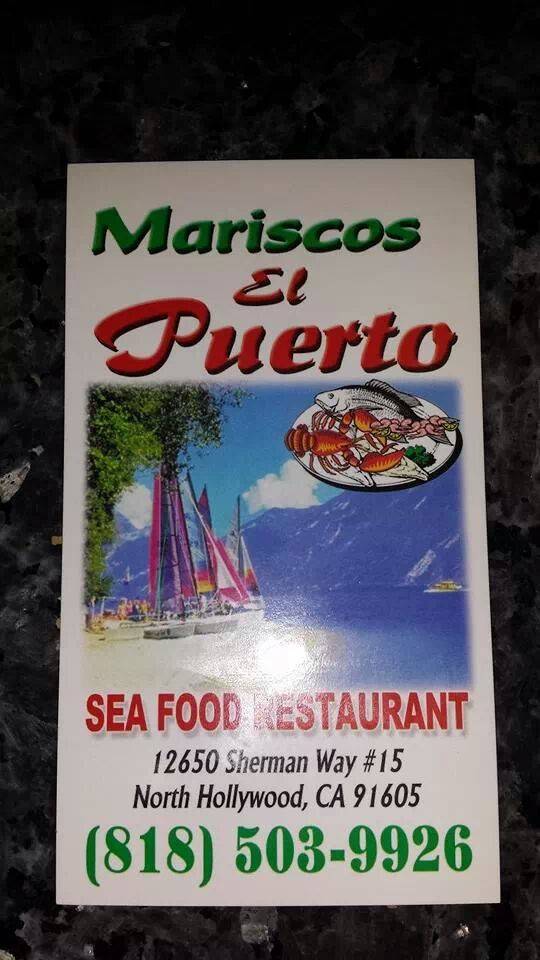 Mariscos
El
Puerto
SEA FOOD RESTAURANT
12650 Sherman Way #15
North Hollywood, CA 91605
(818) 503-9926